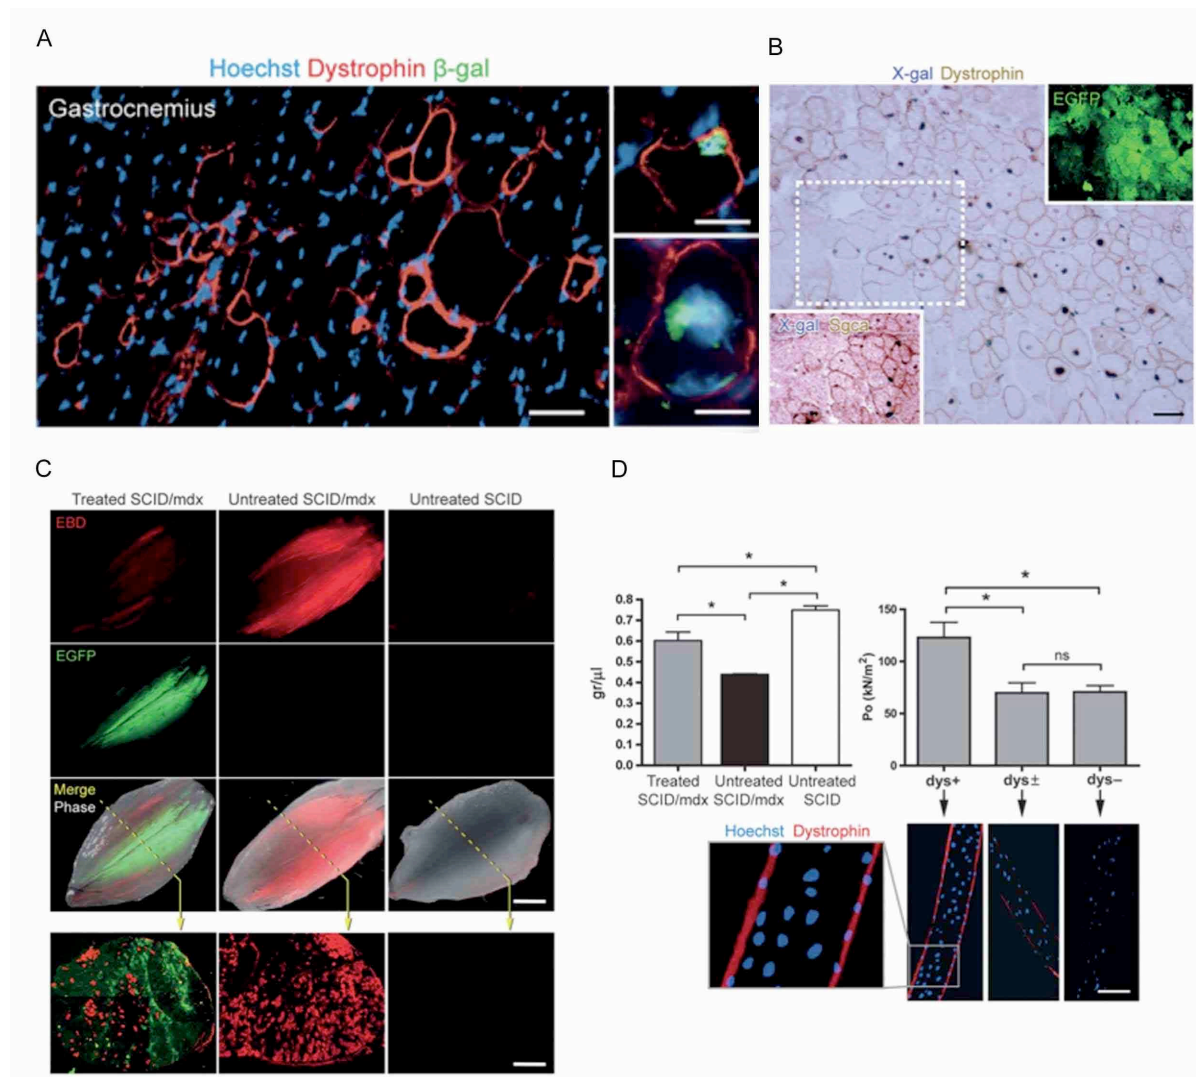 A
Hoechst Dystrophin β-gal
Gastrocnemius
B
X-gal Dystrophin
EGFP
X-gal Sgca
C
Treated SCID/mdx Untreated SCID/mdx Untreated SCID
EBD
EGFP
Merge
Phase
D
* * *
gr/µl
0.8
0.7
0.6
0.5
0.4
0.3
0.2
0.1
0.0
Treated Untreated Untreated
SCID/mdx SCID/mdx SCID
* * ns
Po (kN/m²)
150
100
50
0
dys+ dys± dys–
Hoechst Dystrophin